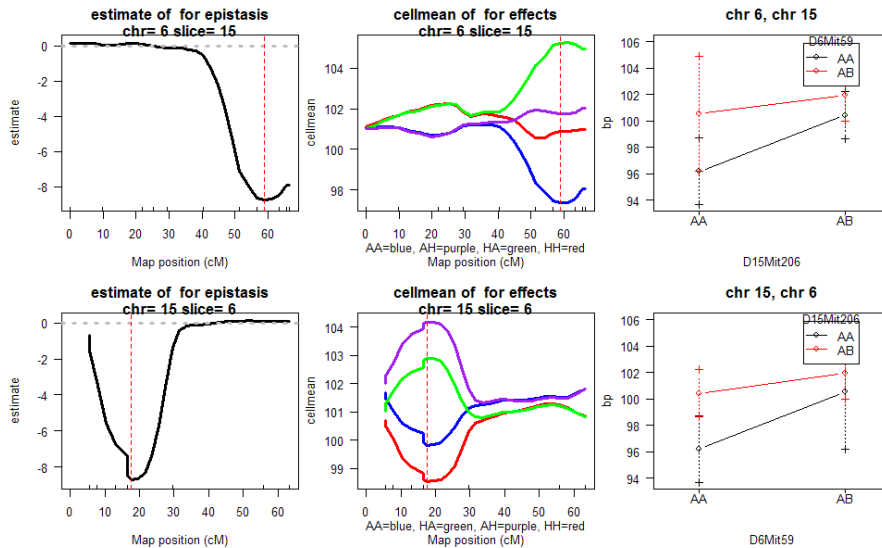 estimate of for epistasis
chr= 6 slice= 15
estimate
0
-2
-4
-6
-8
0 10 20 30 40 50 60
Map position (cM)
cellmean of for effects
chr= 6 slice= 15
cellmean
104
102
100
98
0 10 20 30 40 50 60
AA=blue, AH=purple, HA=green, HH=red
Map position (cM)
chr 6, chr 15
D6Mit59
AA
AB
bp
106
104
102
100
98
96
94
AA AB
D15Mit206
estimate of for epistasis
chr= 15 slice= 6
estimate
0
-2
-4
-6
-8
0 10 20 30 40 50 60
Map position (cM)
cellmean of for effects
chr= 15 slice= 6
cellmean
104
103
102
101
100
99
0 10 20 30 40 50 60
AA=blue, HA=green, AH=purple, HH=red
Map position (cM)
chr 15, chr 6
D15Mit206
AA
AB
bp
106
104
102
100
98
96
94
AA AB
D6Mit59